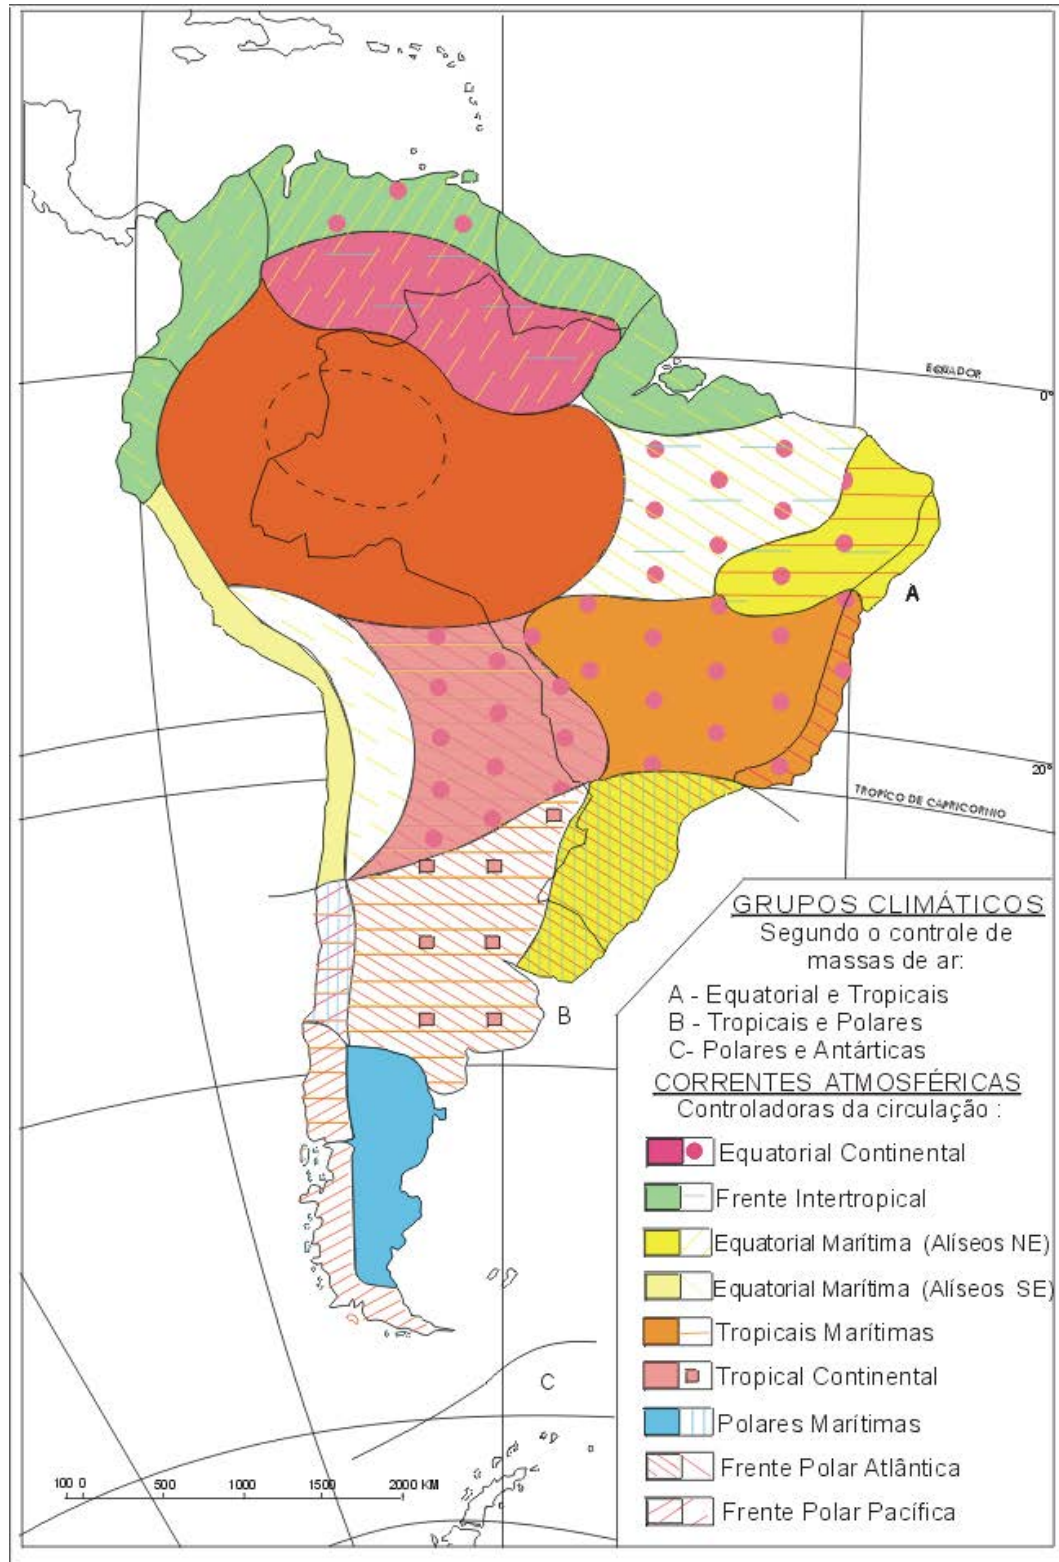 EQUADOR
0°
A
20°
TROPÍCO DE CAPRICORNIO
GRUPOS CLIMÁTICOS
Segundo o controle de
massas de ar:
A - Equatorial e Tropicais
B
B - Tropicais e Polares
C- Polares e Antárticas
CORRENTES ATMOSFÉRICAS
Controladoras da circulação :
Equatorial Continental
Frente Intertropical
Equatorial Marítima (Alíseos NE)
Equatorial Marítima (Alíseos SE)
Tropicais Marítimas
Tropical Continental
C
Polares Marítimas
Frente Polar Atlântica
100 0 500 1000 1500 2000 KM
Frente Polar Pacífica